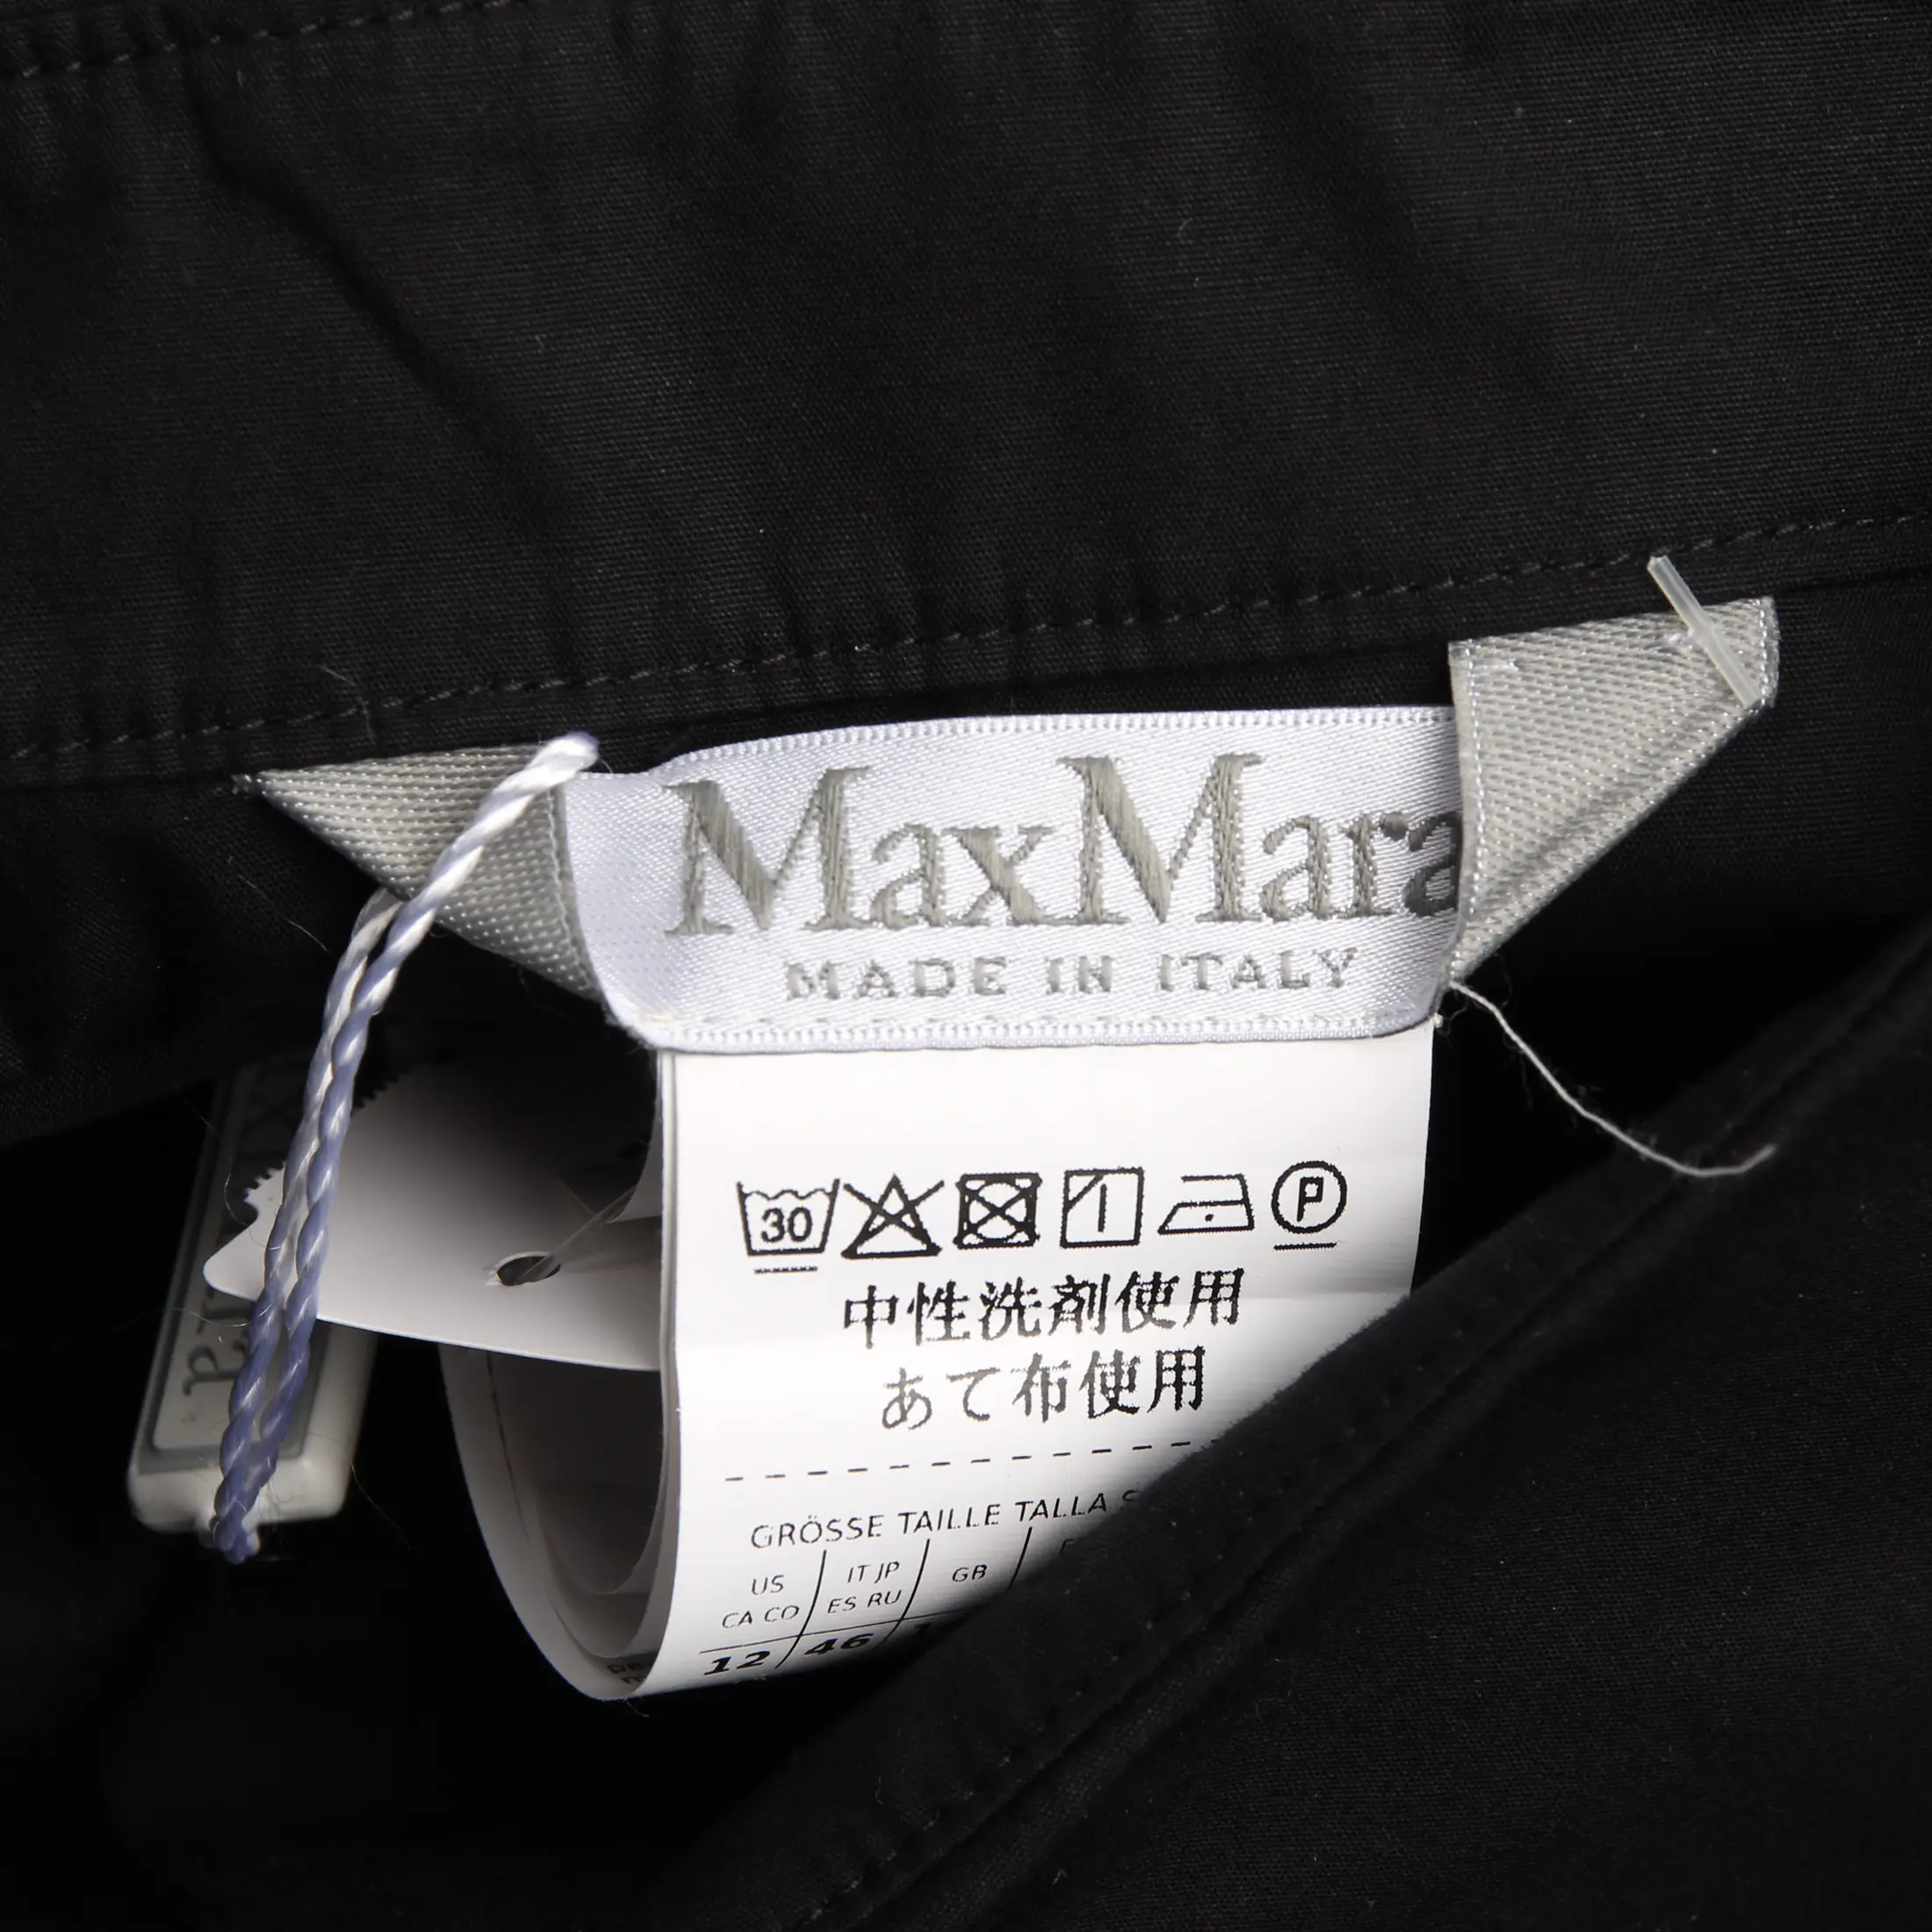 MaxMara
MADE IN ITALY
30
P
中性洗剤使用
あて布使用
GRÖSSE TAILLE TALLA
US
IT JP
GB
CA CO
ES RU
12
46